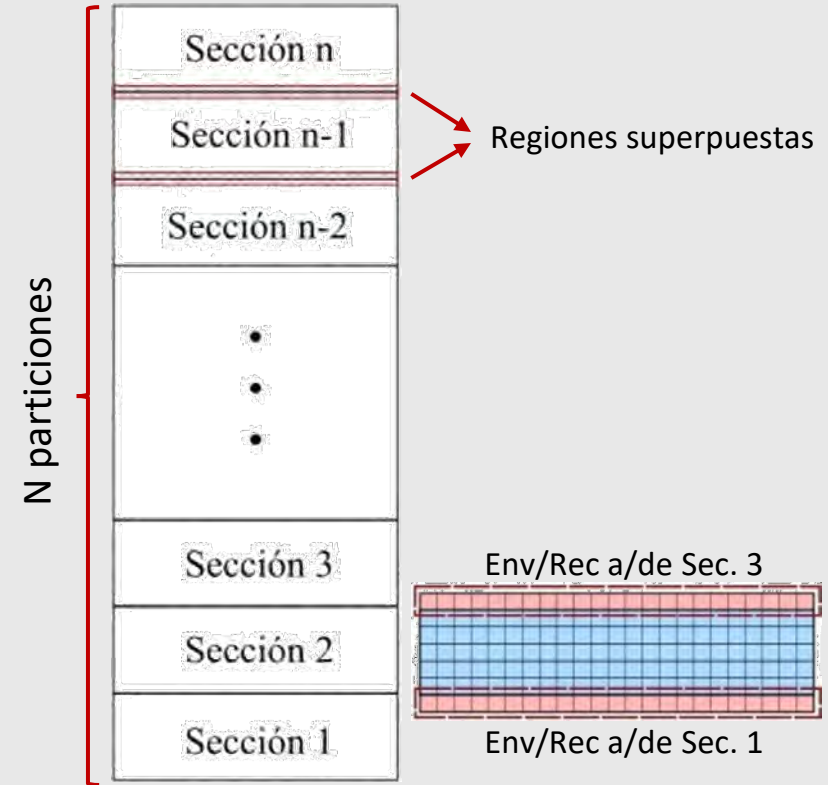 Sección n
Sección n-1
Regiones superpuestas
Sección n-2
N particiones
Sección 3
Env/Rec a/de Sec. 3
Sección 2
Sección 1
Env/Rec a/de Sec. 1